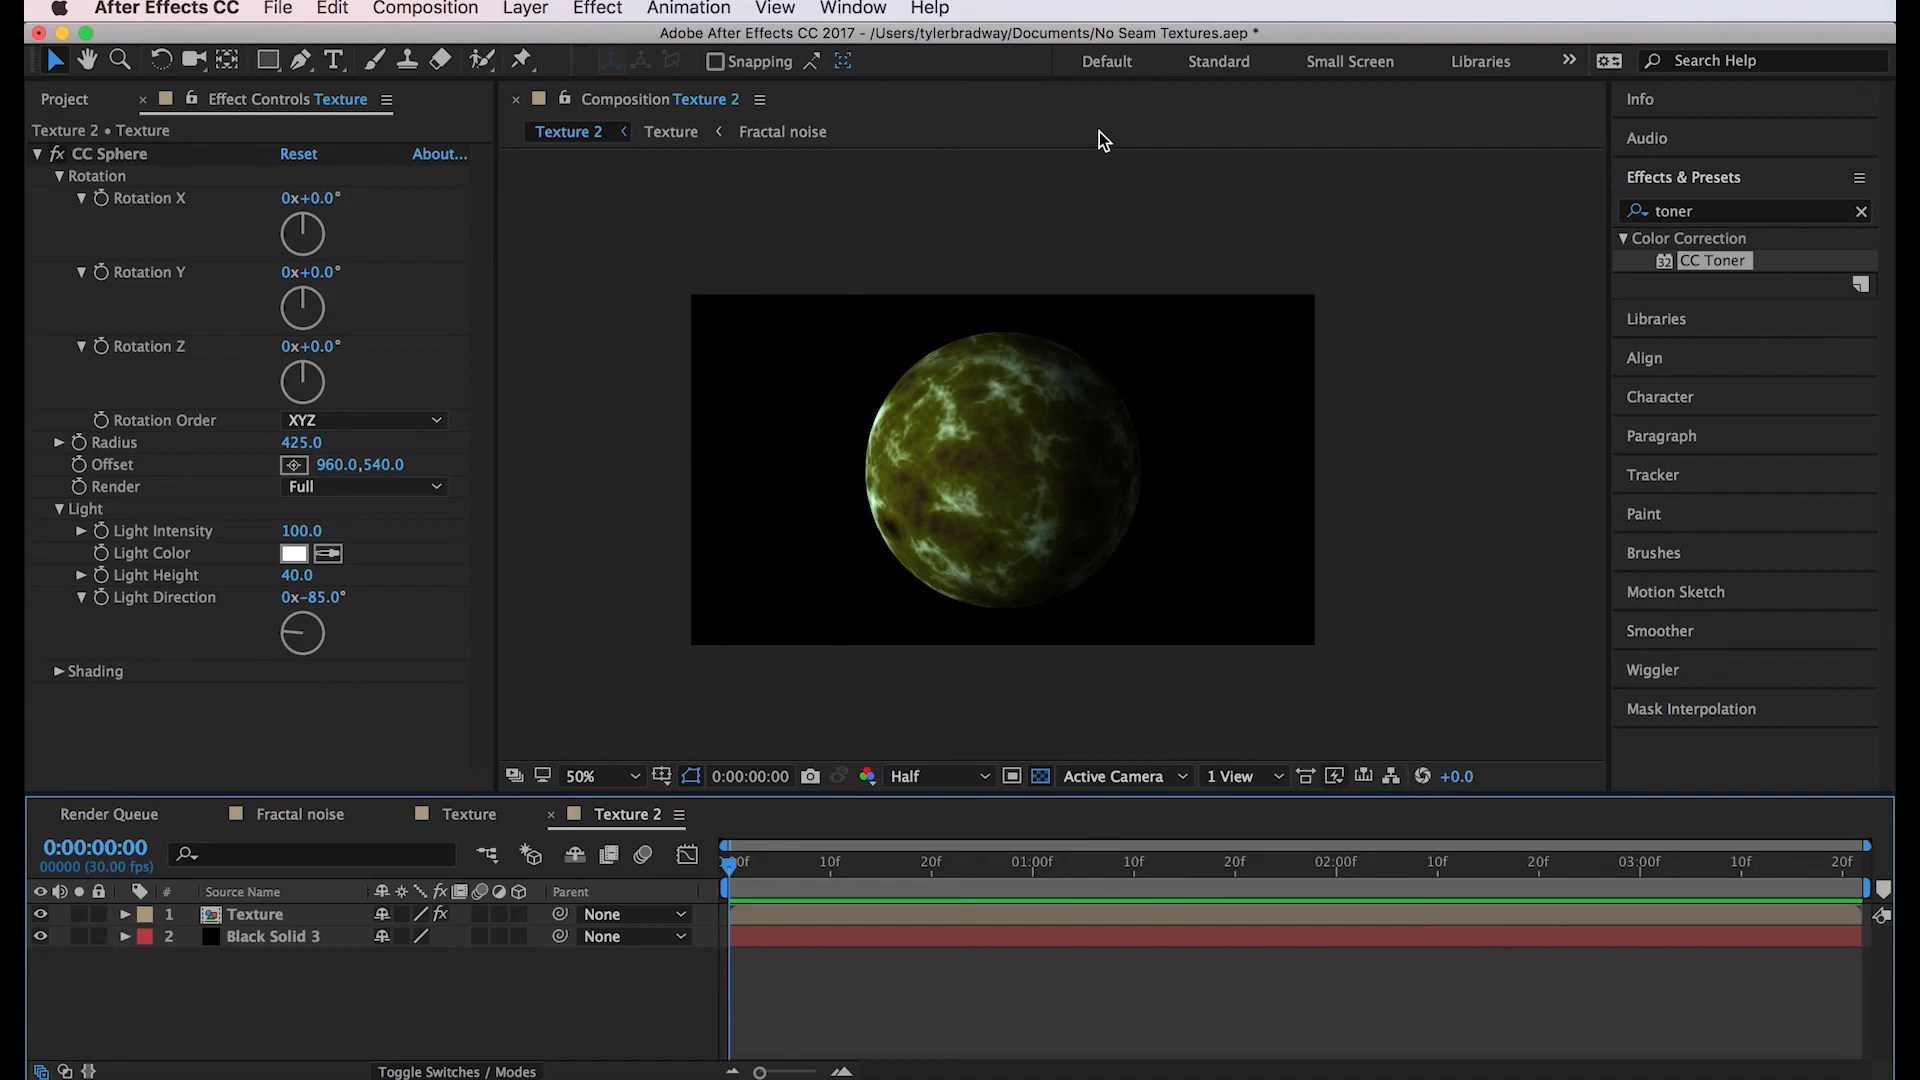 After Effects CC File Edit Composition Layer Effect Animation View Window Help
Adobe After Effects CC 2017 - /Users/tylerbradway/Documents/No Seam Textures.aep *
Snapping Default Standard Small Screen Libraries Search Help
Project Effect Controls Texture
Texture 2 • Texture
fx CC Sphere Reset About...
Rotation
Rotation X 0x+0.0°
Rotation Y 0x+0.0°
Rotation Z 0x+0.0°
Rotation Order XYZ
Radius 425.0
Offset 960.0,540.0
Render Full
Light
Light Intensity 100.0
Light Color
Light Height 40.0
Light Direction 0x-85.0°
Shading
Composition Texture 2
Texture 2 Texture Fractal noise
50% 0:00:00:00 Half Active Camera 1 View +0.0
Info
Audio
Effects & Presets
toner
Color Correction
32 CC Toner
Libraries
Align
Character
Paragraph
Tracker
Paint
Brushes
Motion Sketch
Smoother
Wiggler
Mask Interpolation
Render Queue Fractal noise Texture Texture 2
0:00:00:00
00000 (30.00 fps)
:00f 10f 20f 01:00f 10f 20f 02:00f 10f 20f 03:00f 10f 20f
# Source Name fx Parent
1 Texture fx None
2 Black Solid 3 None
Toggle Switches / Modes